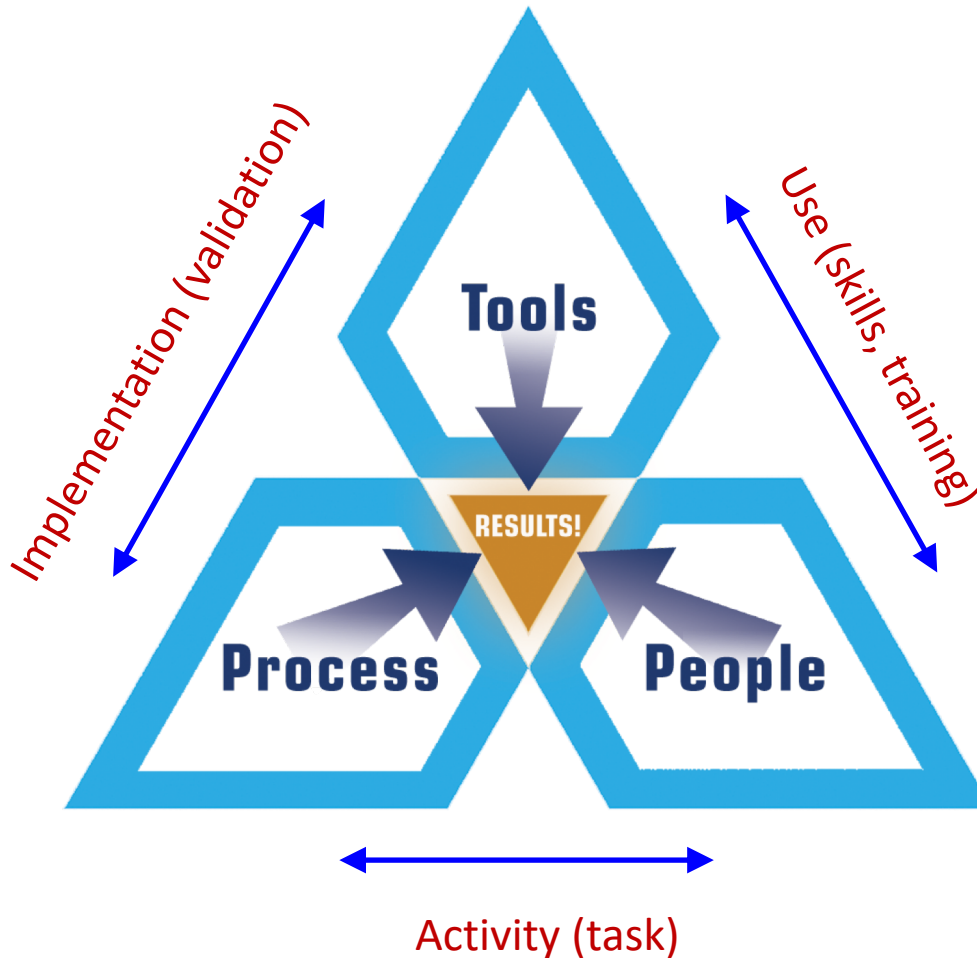 Implementation (validation)
Use (skills, training)
Tools
RESULTS!
Process
People
Activity (task)